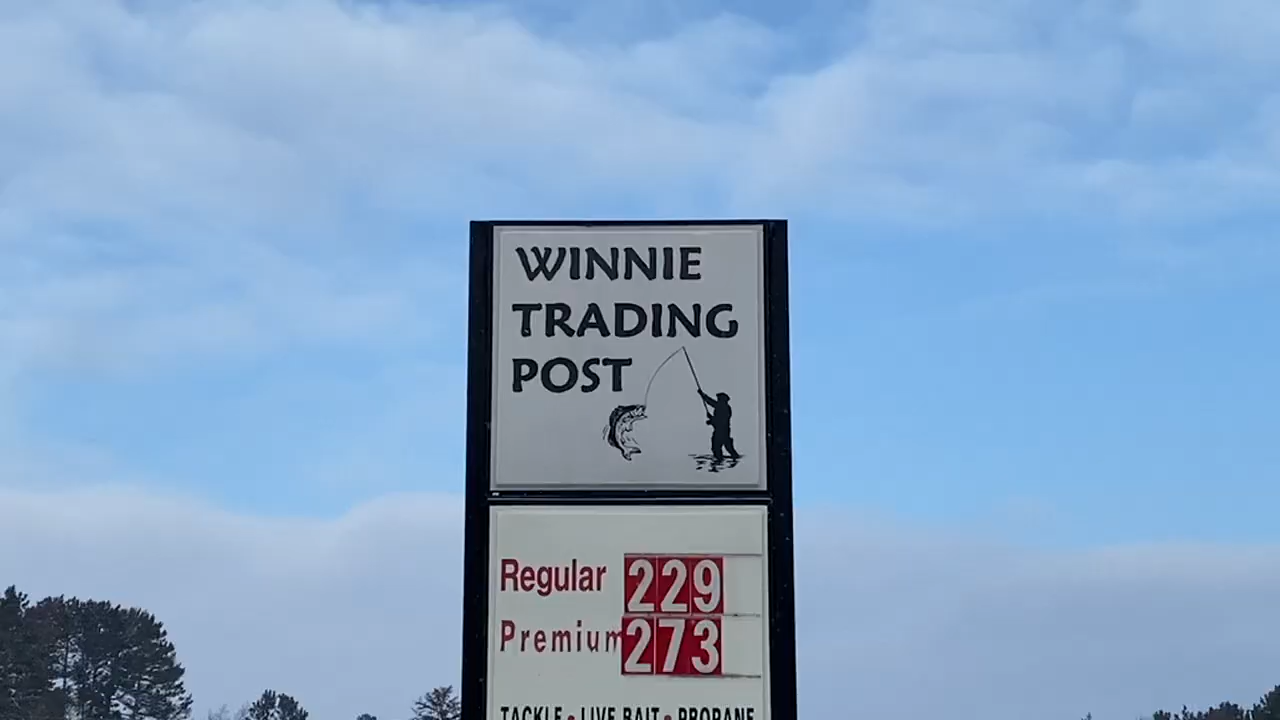 WINNIE
TRADING
POST
Regular 229
Premium 273
TACKLE • LIVE BAIT • PROPANE